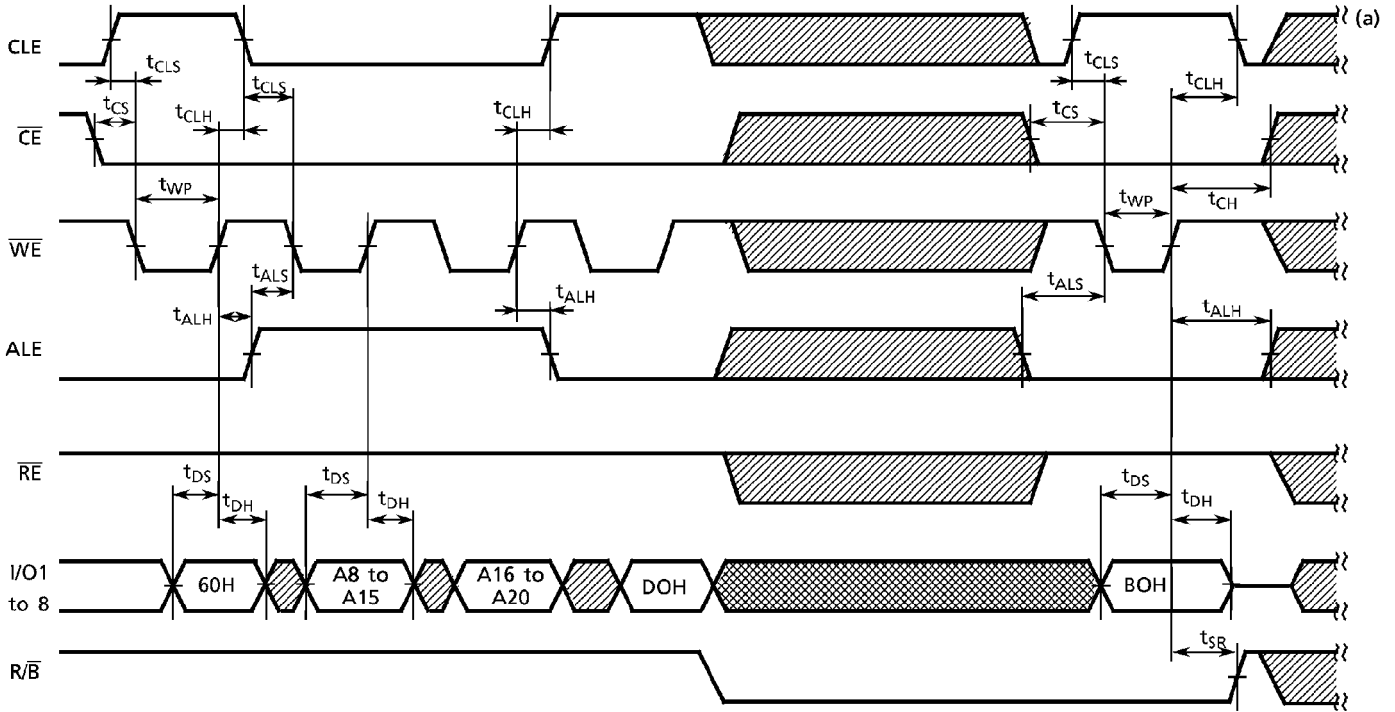 (a)
CLE
tCLS
tCLS
tCLS
tCLH
tCS
tCLH
tCLH
tCS
CE
tWP
tWP
tCH
WE
tALS
tALH
tALS
tALH
tALH
ALE
RE
tDS
tDS
tDS
tDH
tDH
tDH
I/O1
to 8
60H
A8 to
A15
A16 to
A20
DOH
BOH
tSR
R/B